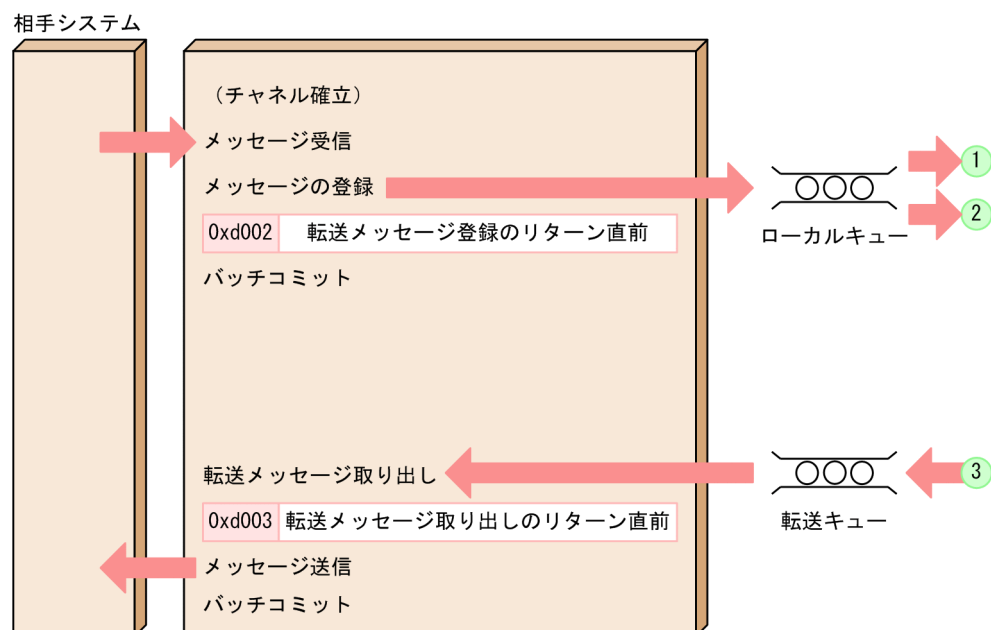 相手システム
(チャネル確立)
メッセージ受信
メッセージの登録
1
2
0xd002 転送メッセージ登録のリターン直前
ローカルキュー
バッチコミット
転送メッセージ取り出し
3
0xd003 転送メッセージ取り出しのリターン直前
転送キュー
メッセージ送信
バッチコミット